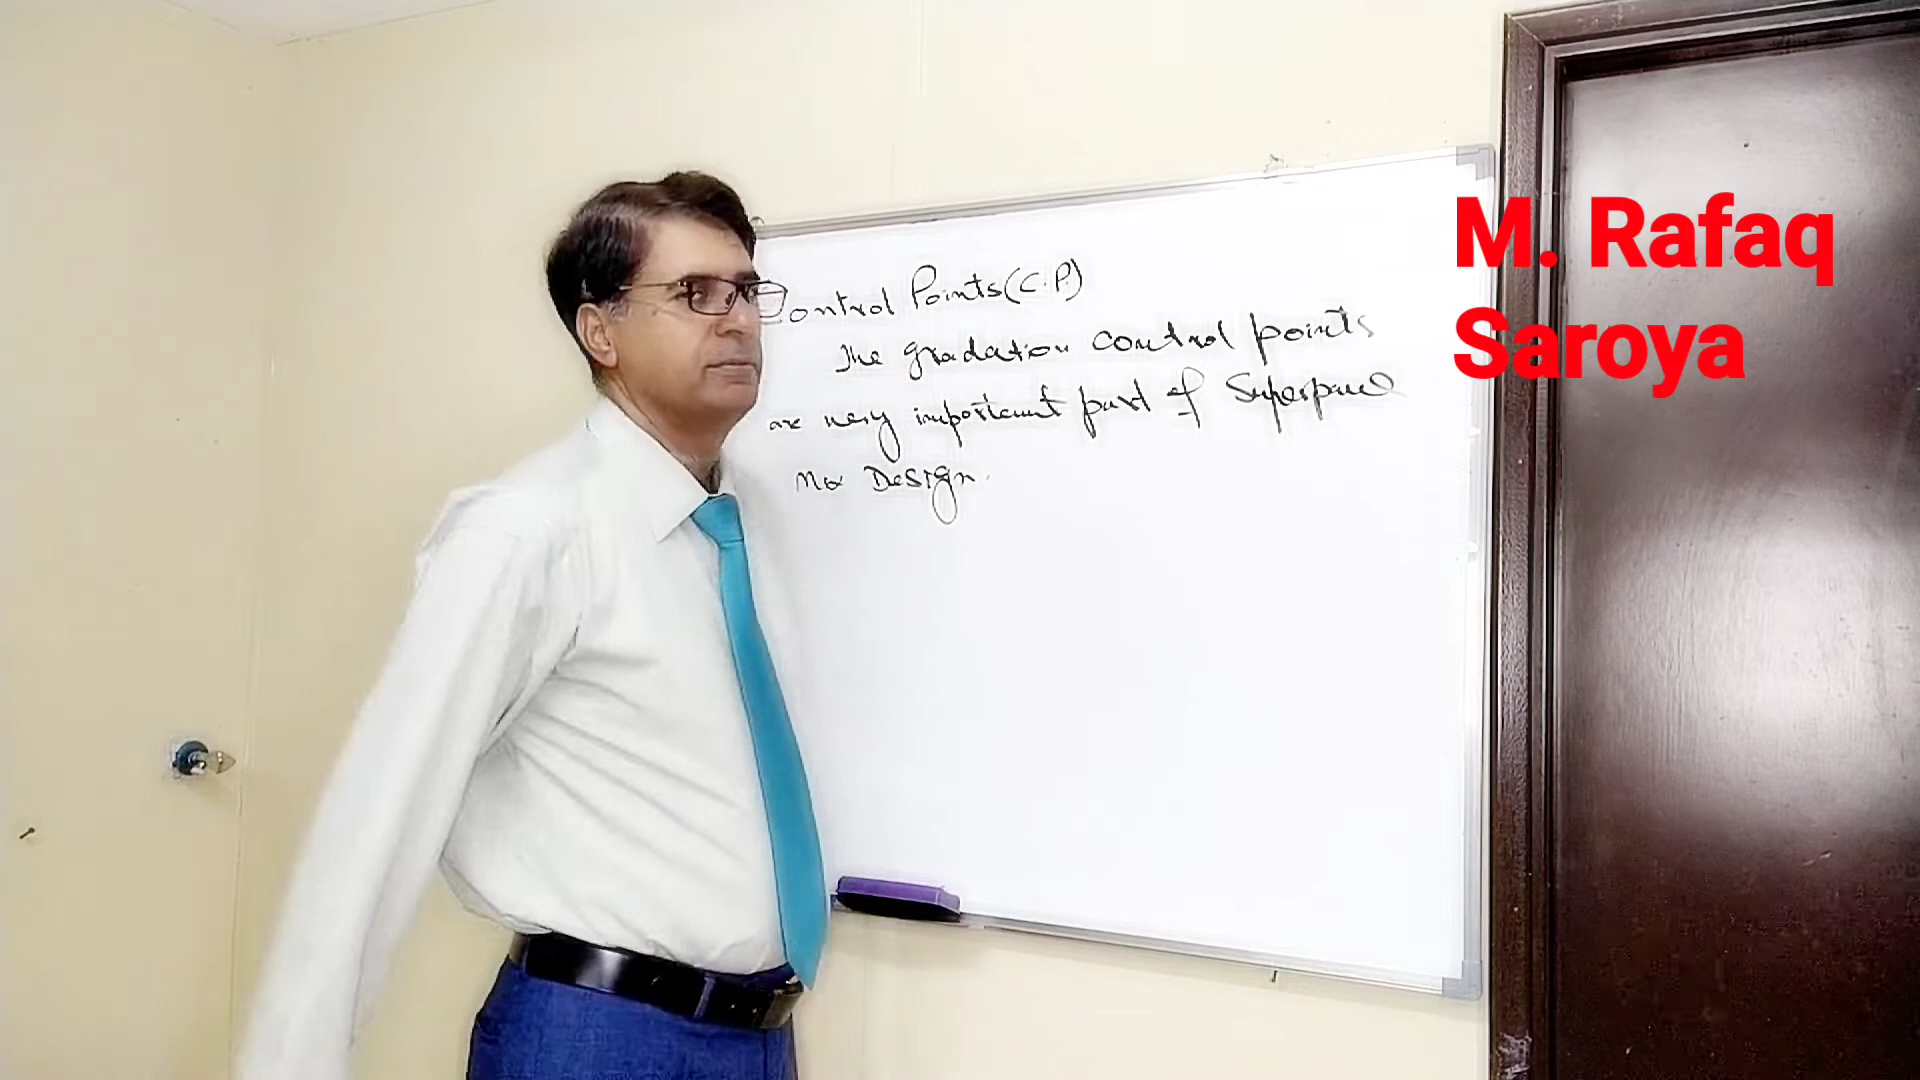 Control Points (C.P.)
The gradation control points
are very important part of Superpave
Mix Design.
M. Rafaq
Saroya